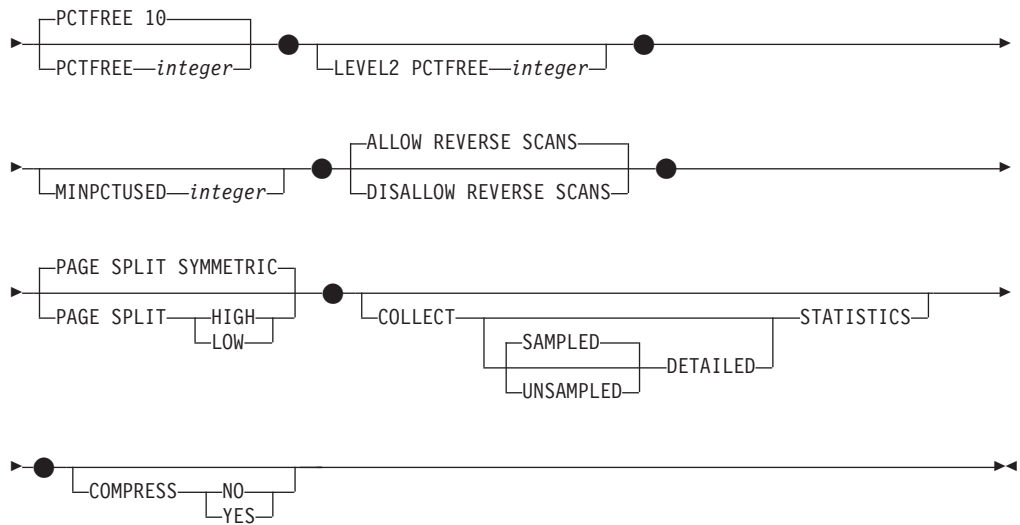 PCTFREE 10
PCTFREE integer
LEVEL2 PCTFREE integer
MINPCTUSED integer
ALLOW REVERSE SCANS
DISALLOW REVERSE SCANS
PAGE SPLIT SYMMETRIC
PAGE SPLIT HIGH
LOW
COLLECT STATISTICS
SAMPLED
DETAILED
UNSAMPLED
COMPRESS NO
YES